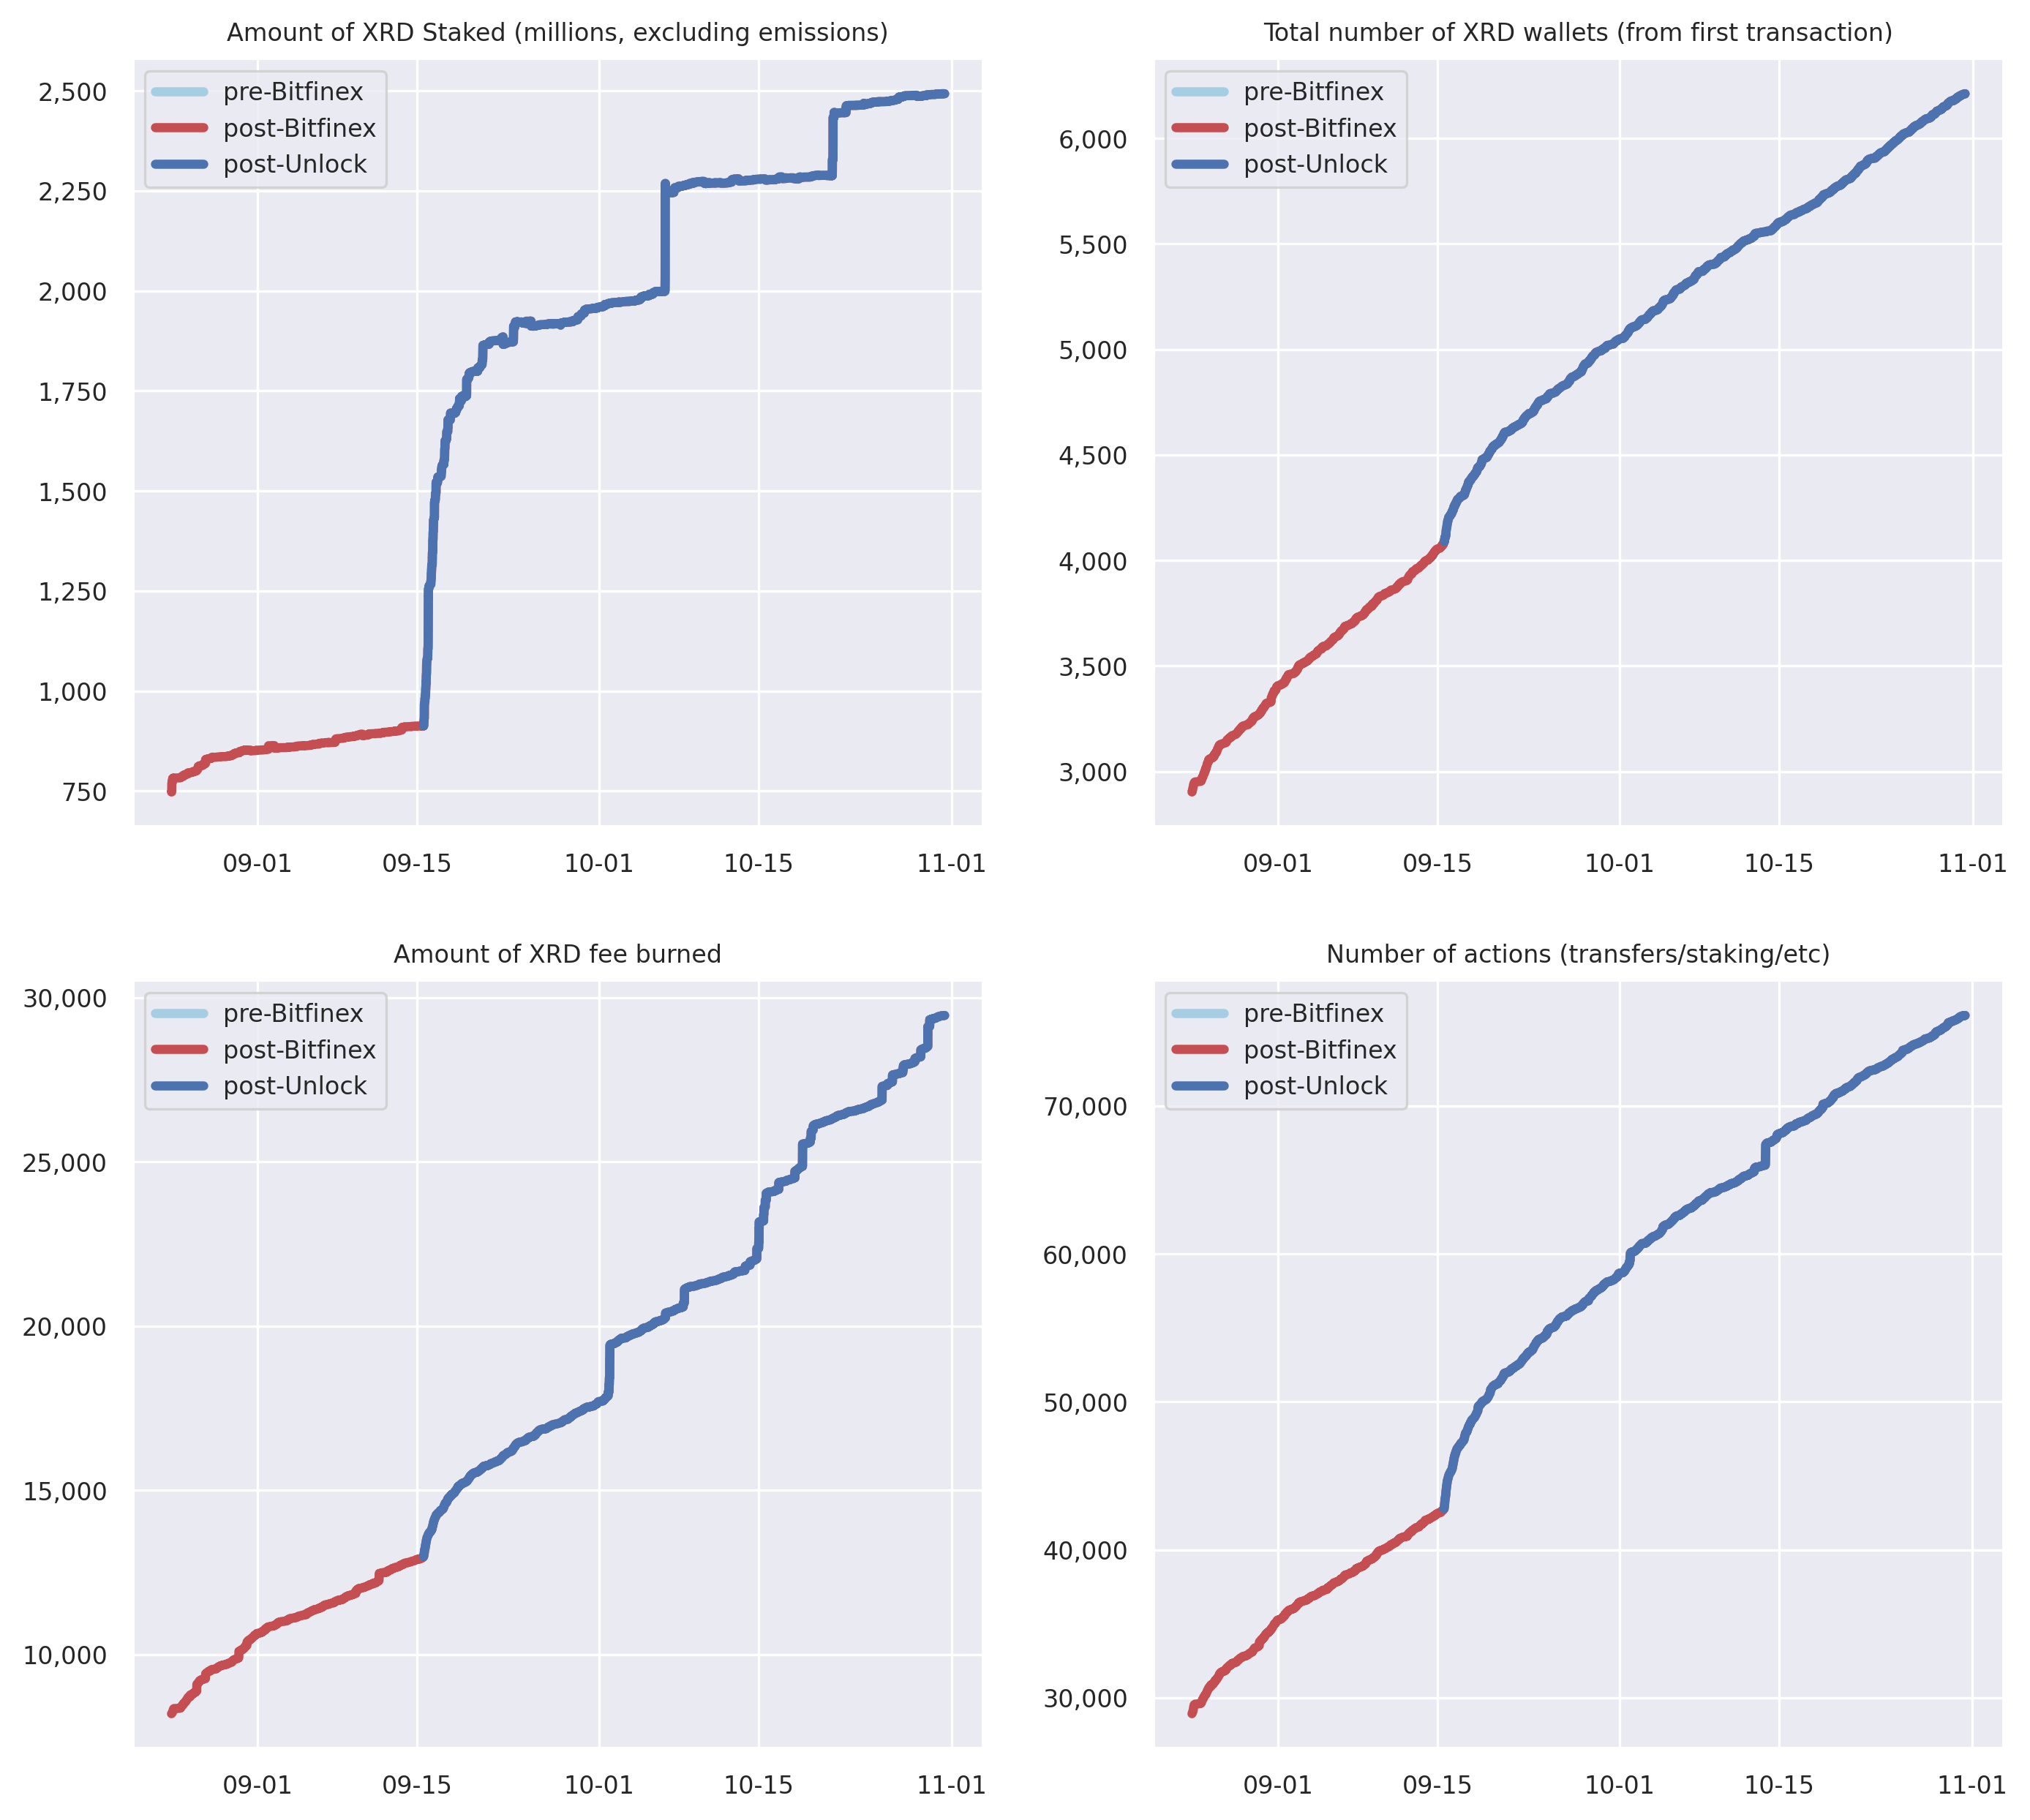 Amount of XRD Staked (millions, excluding emissions)
pre-Bitfinex
post-Bitfinex
post-Unlock
2,500
2,250
2,000
1,750
1,500
1,250
1,000
750
09-01 09-15 10-01 10-15 11-01
Total number of XRD wallets (from first transaction)
pre-Bitfinex
post-Bitfinex
post-Unlock
6,000
5,500
5,000
4,500
4,000
3,500
3,000
09-01 09-15 10-01 10-15 11-01
Amount of XRD fee burned
pre-Bitfinex
post-Bitfinex
post-Unlock
30,000
25,000
20,000
15,000
10,000
09-01 09-15 10-01 10-15 11-01
Number of actions (transfers/staking/etc)
pre-Bitfinex
post-Bitfinex
post-Unlock
70,000
60,000
50,000
40,000
30,000
09-01 09-15 10-01 10-15 11-01